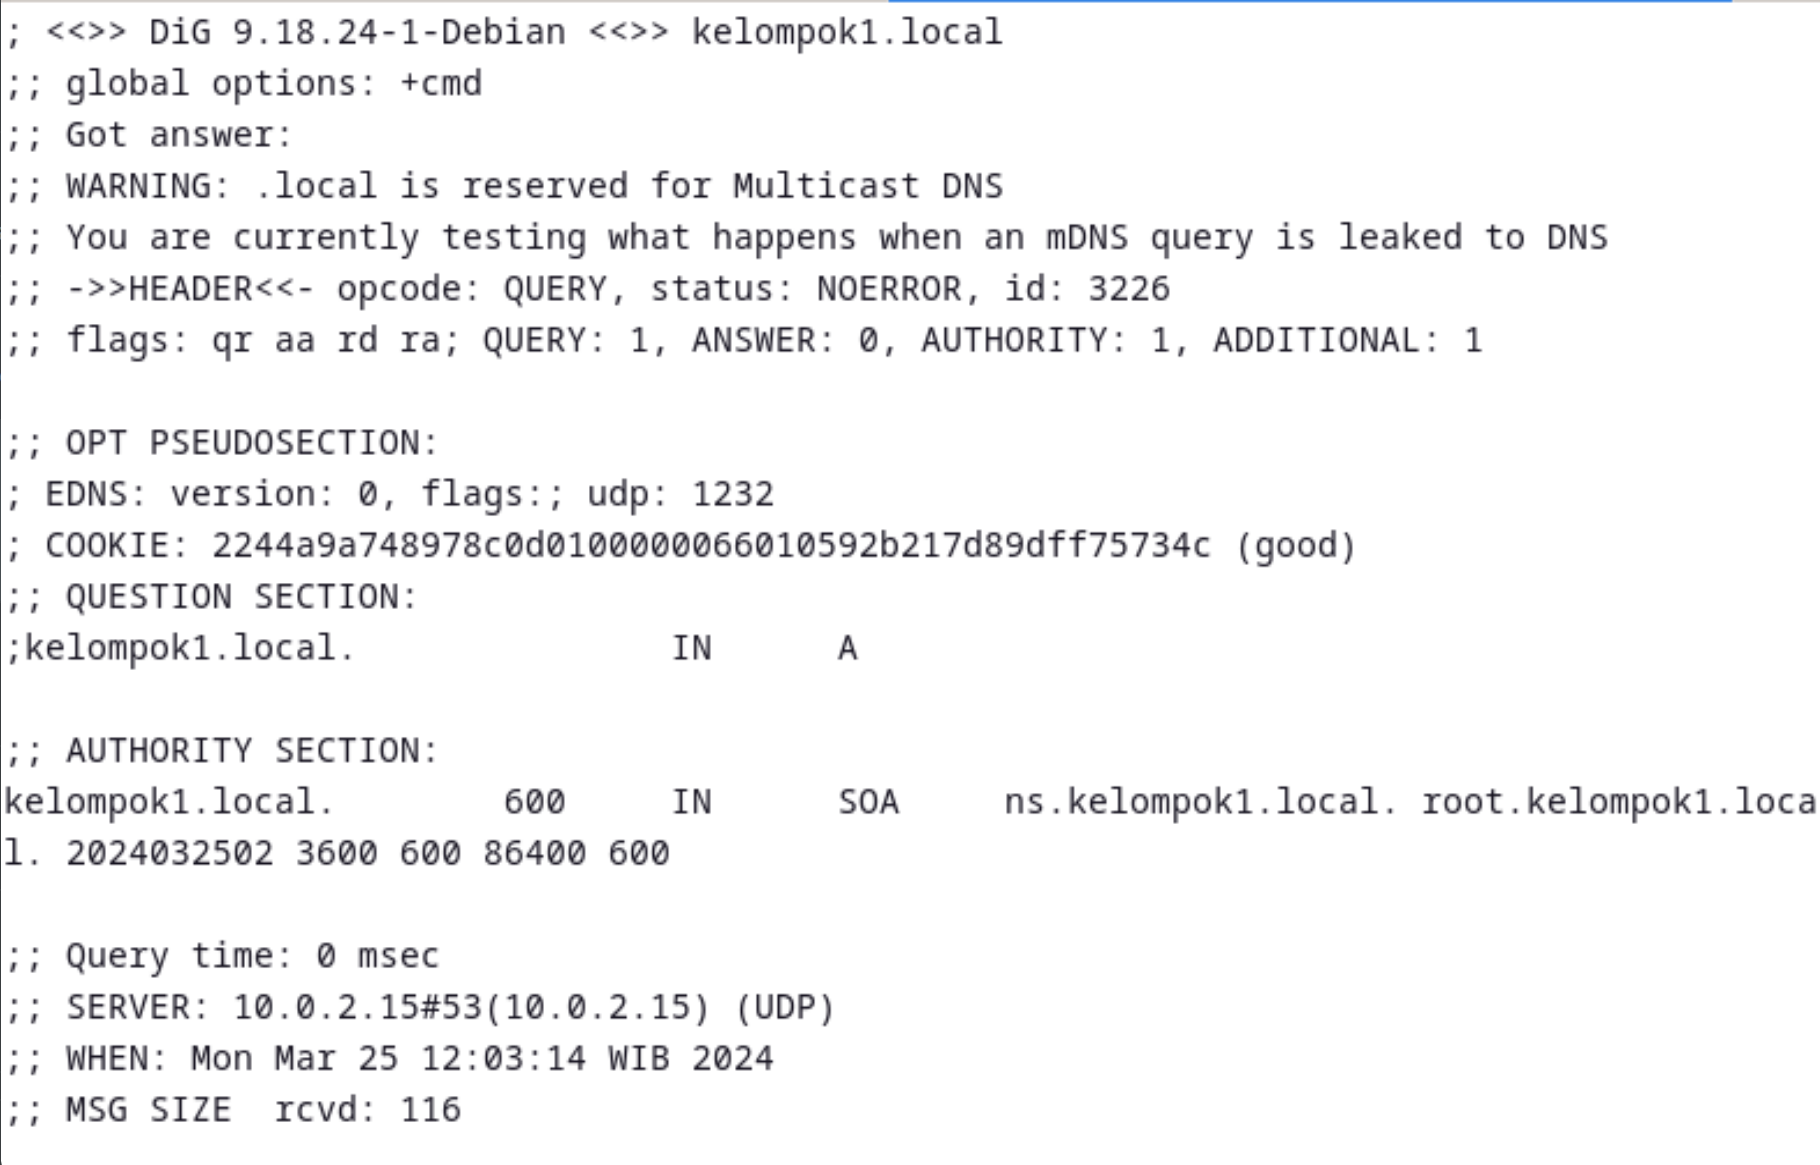 ; <<>> DiG 9.18.24-1-Debian <<>> kelompok1.local
;; global options: +cmd
;; Got answer:
;; WARNING: .local is reserved for Multicast DNS
;; You are currently testing what happens when an mDNS query is leaked to DNS
;; ->>HEADER<<- opcode: QUERY, status: NOERROR, id: 3226
;; flags: qr aa rd ra; QUERY: 1, ANSWER: 0, AUTHORITY: 1, ADDITIONAL: 1
;; OPT PSEUDOSECTION:
; EDNS: version: 0, flags:; udp: 1232
; COOKIE: 2244a9a748978c0d0100000066010592b217d89dff75734c (good)
;; QUESTION SECTION:
;kelompok1.local. IN A
;; AUTHORITY SECTION:
kelompok1.local. 600 IN SOA ns.kelompok1.local. root.kelompok1.loca
l. 2024032502 3600 600 86400 600
;; Query time: 0 msec
;; SERVER: 10.0.2.15#53(10.0.2.15) (UDP)
;; WHEN: Mon Mar 25 12:03:14 WIB 2024
;; MSG SIZE  rcvd: 116